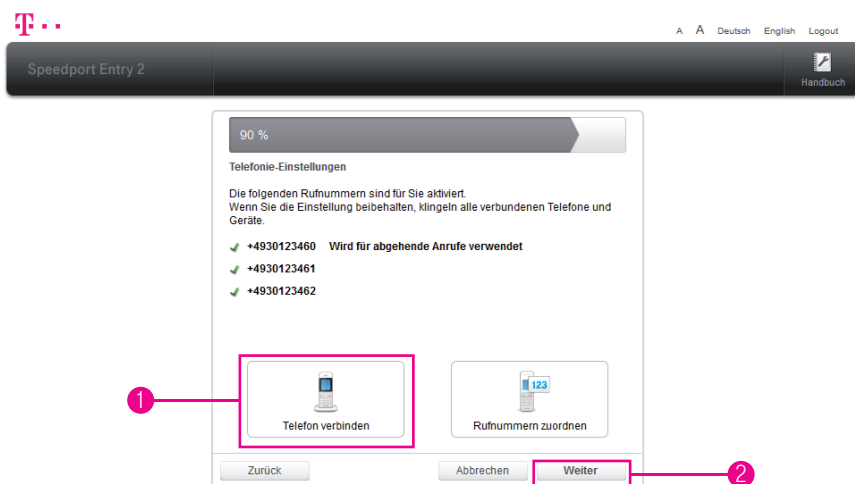 T
A A Deutsch English Logout
Speedport Entry 2
Handbuch
90 %
Telefonie-Einstellungen
Die folgenden Rufnummern sind für Sie aktiviert.
Wenn Sie die Einstellung beibehalten, klingeln alle verbundenen Telefone und
Geräte.
+4930123460 Wird für abgehende Anrufe verwendet
+4930123461
+4930123462
123
1
Telefon verbinden
Rufnummern zuordnen
Zurück
Abbrechen
Weiter
2